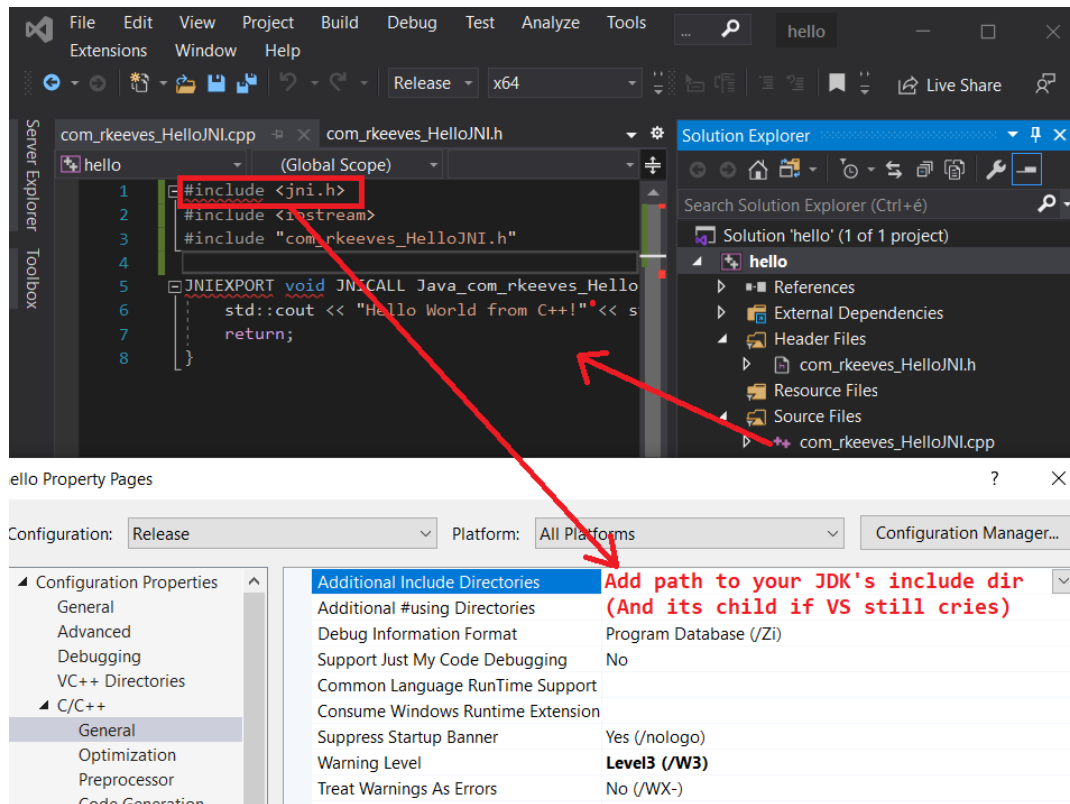 File Edit View Project Build Debug Test Analyze Tools
Extensions Window Help
... hello
Release x64 Live Share
Server Explorer
Toolbox
com_rkeeves_HelloJNI.cpp com_rkeeves_HelloJNI.h
hello (Global Scope)
1 #include <jni.h>
2 #include <iostream>
3 #include "com_rkeeves_HelloJNI.h"
4
5 JNIEXPORT void JNICALL Java_com_rkeeves_Hello
6 std::cout << "Hello World from C++!" << s
7 return;
8 }
Solution Explorer
Search Solution Explorer (Ctrl+é)
Solution 'hello' (1 of 1 project)
hello
References
External Dependencies
Header Files
com_rkeeves_HelloJNI.h
Resource Files
Source Files
com_rkeeves_HelloJNI.cpp
ello Property Pages ?
Configuration: Release Platform: All Platforms Configuration Manager...
Configuration Properties
General
Advanced
Debugging
VC++ Directories
C/C++
General
Optimization
Preprocessor
Code Generation
Additional Include Directories Add path to your JDK's include dir
Additional #using Directories (And its child if VS still cries)
Debug Information Format Program Database (/Zi)
Support Just My Code Debugging No
Common Language RunTime Support
Consume Windows Runtime Extension
Suppress Startup Banner Yes (/nologo)
Warning Level Level3 (/W3)
Treat Warnings As Errors No (/WX-)